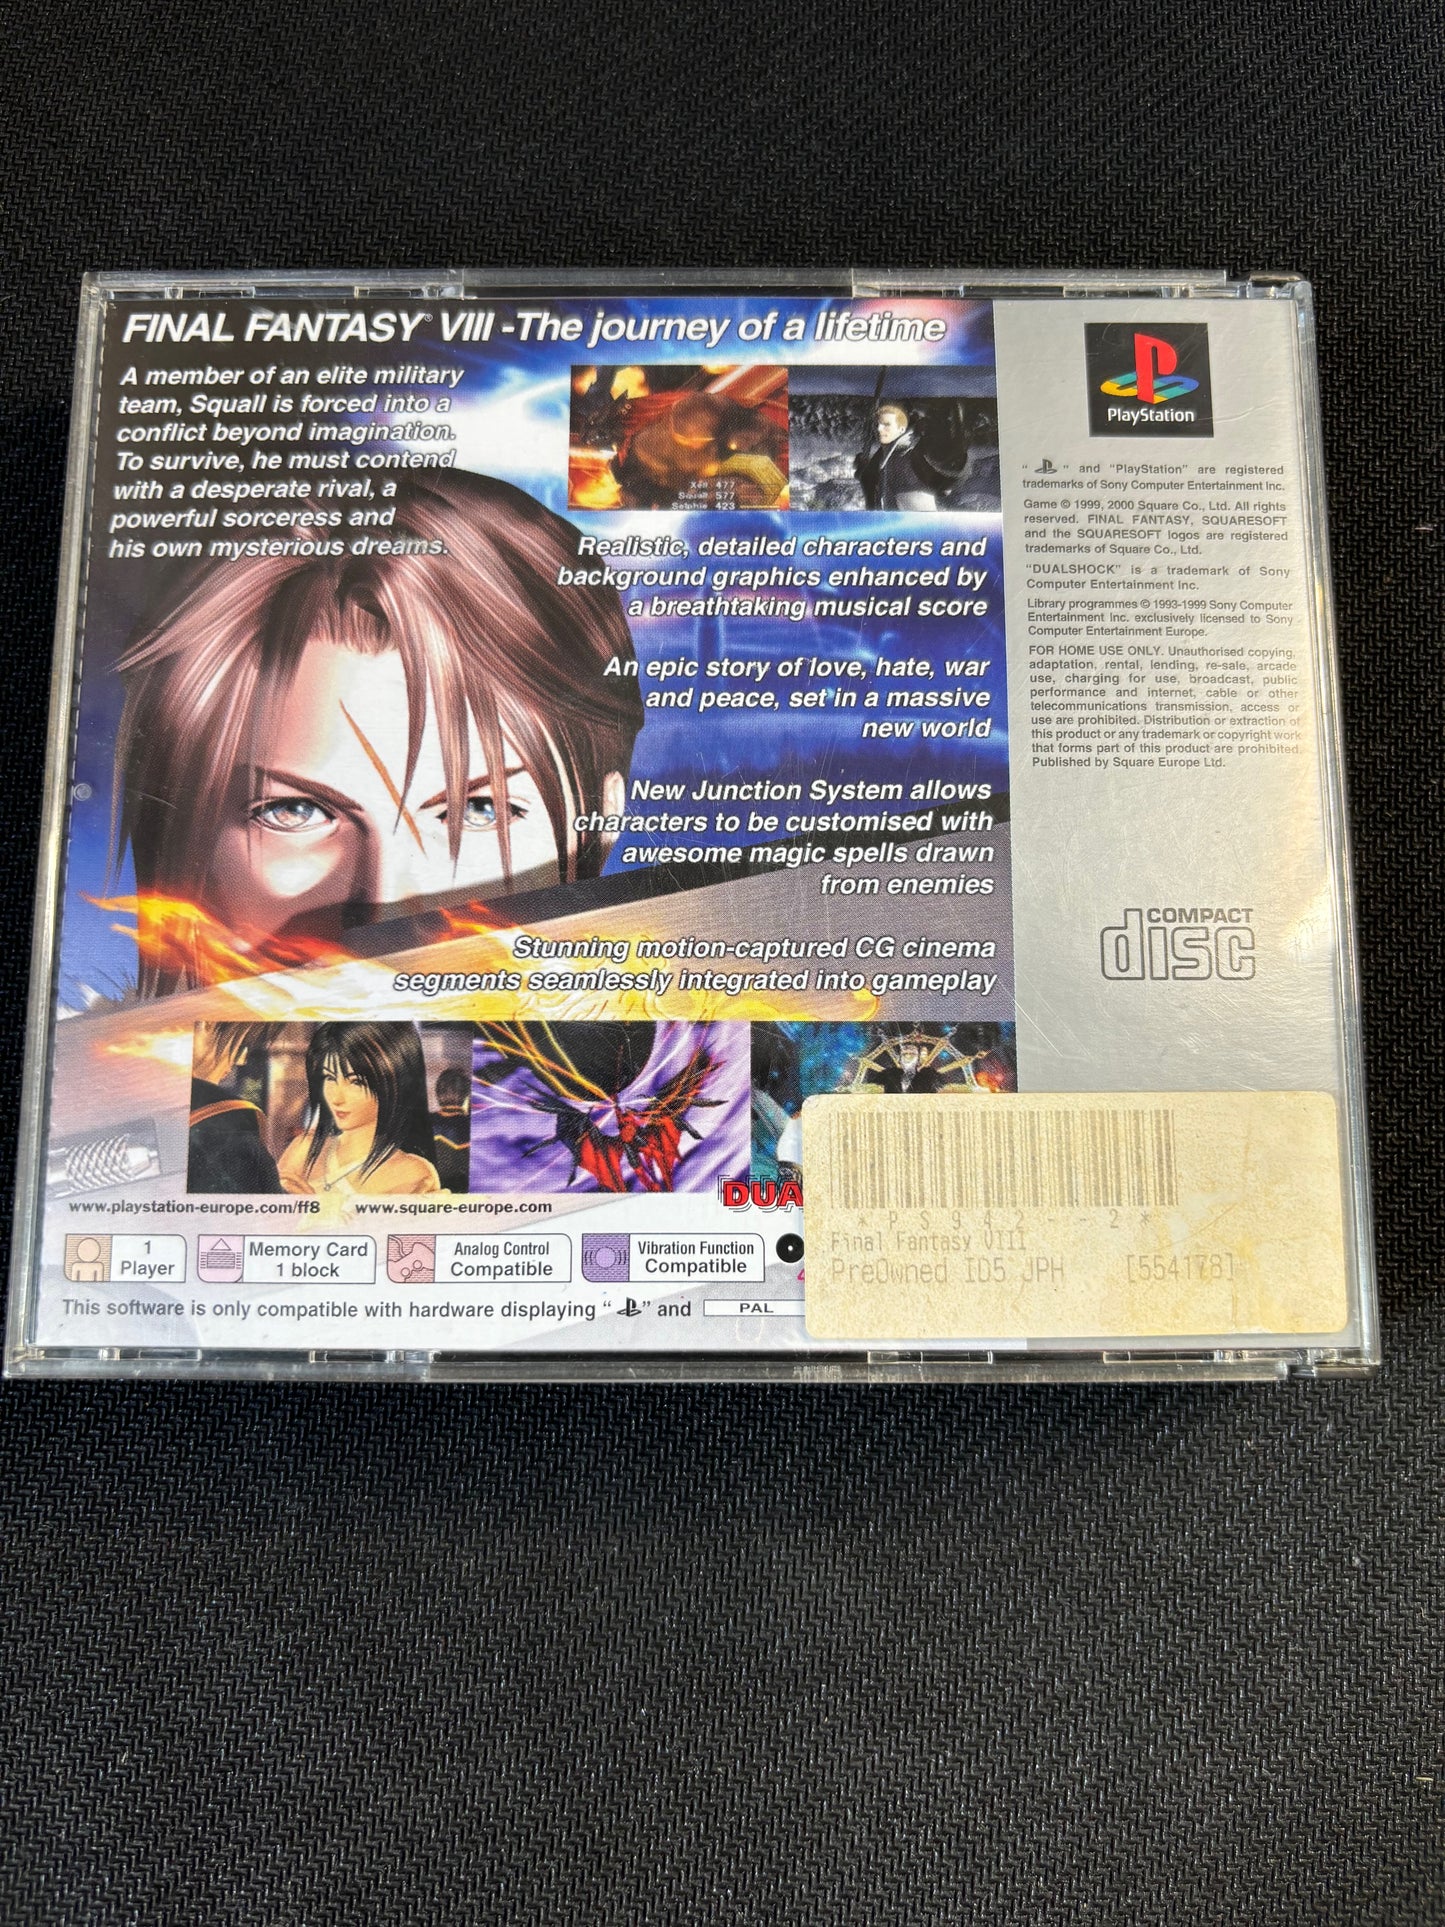 FINAL FANTASY® VIII -The journey of a lifetime
A member of an elite military
team, Squall is forced into a
conflict beyond imagination.
To survive, he must contend
with a desperate rival, a
powerful sorceress and
his own mysterious dreams.
Xell 477
Squall 577
Selphie 423
Realistic, detailed characters and
background graphics enhanced by
a breathtaking musical score
An epic story of love, hate, war
and peace, set in a massive
new world
New Junction System allows
characters to be customised with
awesome magic spells drawn
from enemies
Stunning motion-captured CG cinema
segments seamlessly integrated into gameplay
www.playstation-europe.com/ff8 www.square-europe.com
DUA
1
Player
Memory Card
1 block
Analog Control
Compatible
Vibration Function
Compatible
This software is only compatible with hardware displaying " " and PAL
PlayStation
" " and "PlayStation" are registered
trademarks of Sony Computer Entertainment Inc.
Game © 1999, 2000 Square Co., Ltd. All rights
reserved. FINAL FANTASY, SQUARESOFT
and the SQUARESOFT logos are registered
trademarks of Square Co., Ltd.
"DUALSHOCK" is a trademark of Sony
Computer Entertainment Inc.
Library programmes © 1993-1999 Sony Computer
Entertainment Inc. exclusively licensed to Sony
Computer Entertainment Europe.
FOR HOME USE ONLY. Unauthorised copying,
adaptation, rental, lending, re-sale, arcade
use, charging for use, broadcast, public
performance and internet, cable or other
telecommunications transmission, access or
use are prohibited. Distribution or extraction of
this product or any trademark or copyright work
that forms part of this product are prohibited.
Published by Square Europe Ltd.
COMPACT
disc
*PS942--2*
Final Fantasy VIII
PreOwned ID5 JPH [554178]